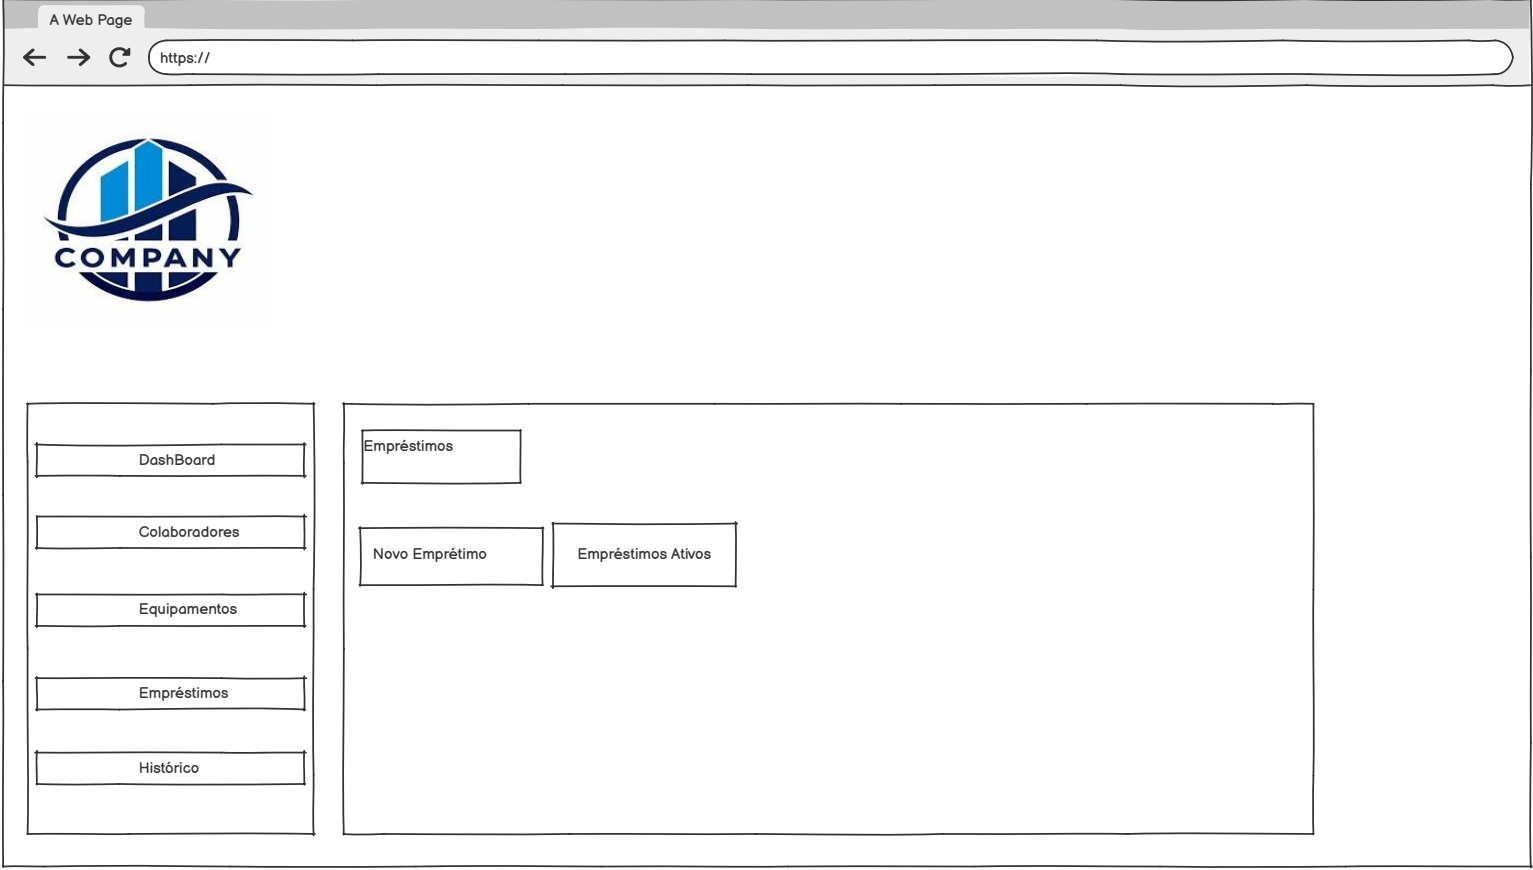 A Web Page
https://
COMPANY
DashBoard
Colaboradores
Equipamentos
Empréstimos
Histórico
Empréstimos
Novo Emprétimo
Empréstimos Ativos